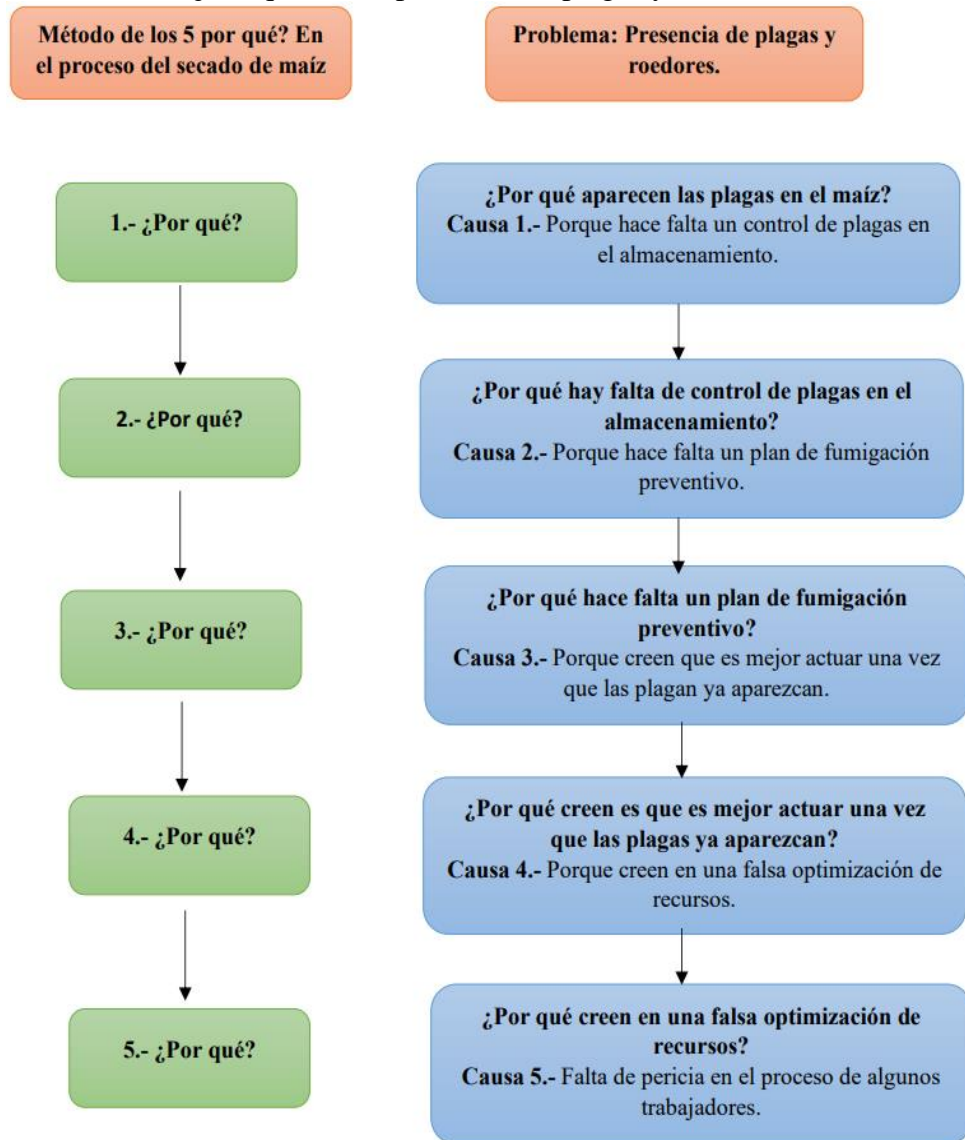 Método de los 5 por qué? En
el proceso del secado de maíz
Problema: Presencia de plagas y
roedores.
1.- ¿Por qué?
¿Por qué aparecen las plagas en el maíz?
Causa 1.- Porque hace falta un control de plagas en
el almacenamiento.
2.- ¿Por qué?
¿Por qué hay falta de control de plagas en el
almacenamiento?
Causa 2.- Porque hace falta un plan de fumigación
preventivo.
3.- ¿Por qué?
¿Por qué hace falta un plan de fumigación
preventivo?
Causa 3.- Porque creen que es mejor actuar una vez
que las plagan ya aparezcan.
4.- ¿Por qué?
¿Por qué creen es que es mejor actuar una vez
que las plagas ya aparezcan?
Causa 4.- Porque creen en una falsa optimización de
recursos.
5.- ¿Por qué?
¿Por qué creen en una falsa optimización de
recursos?
Causa 5.- Falta de pericia en el proceso de algunos
trabajadores.